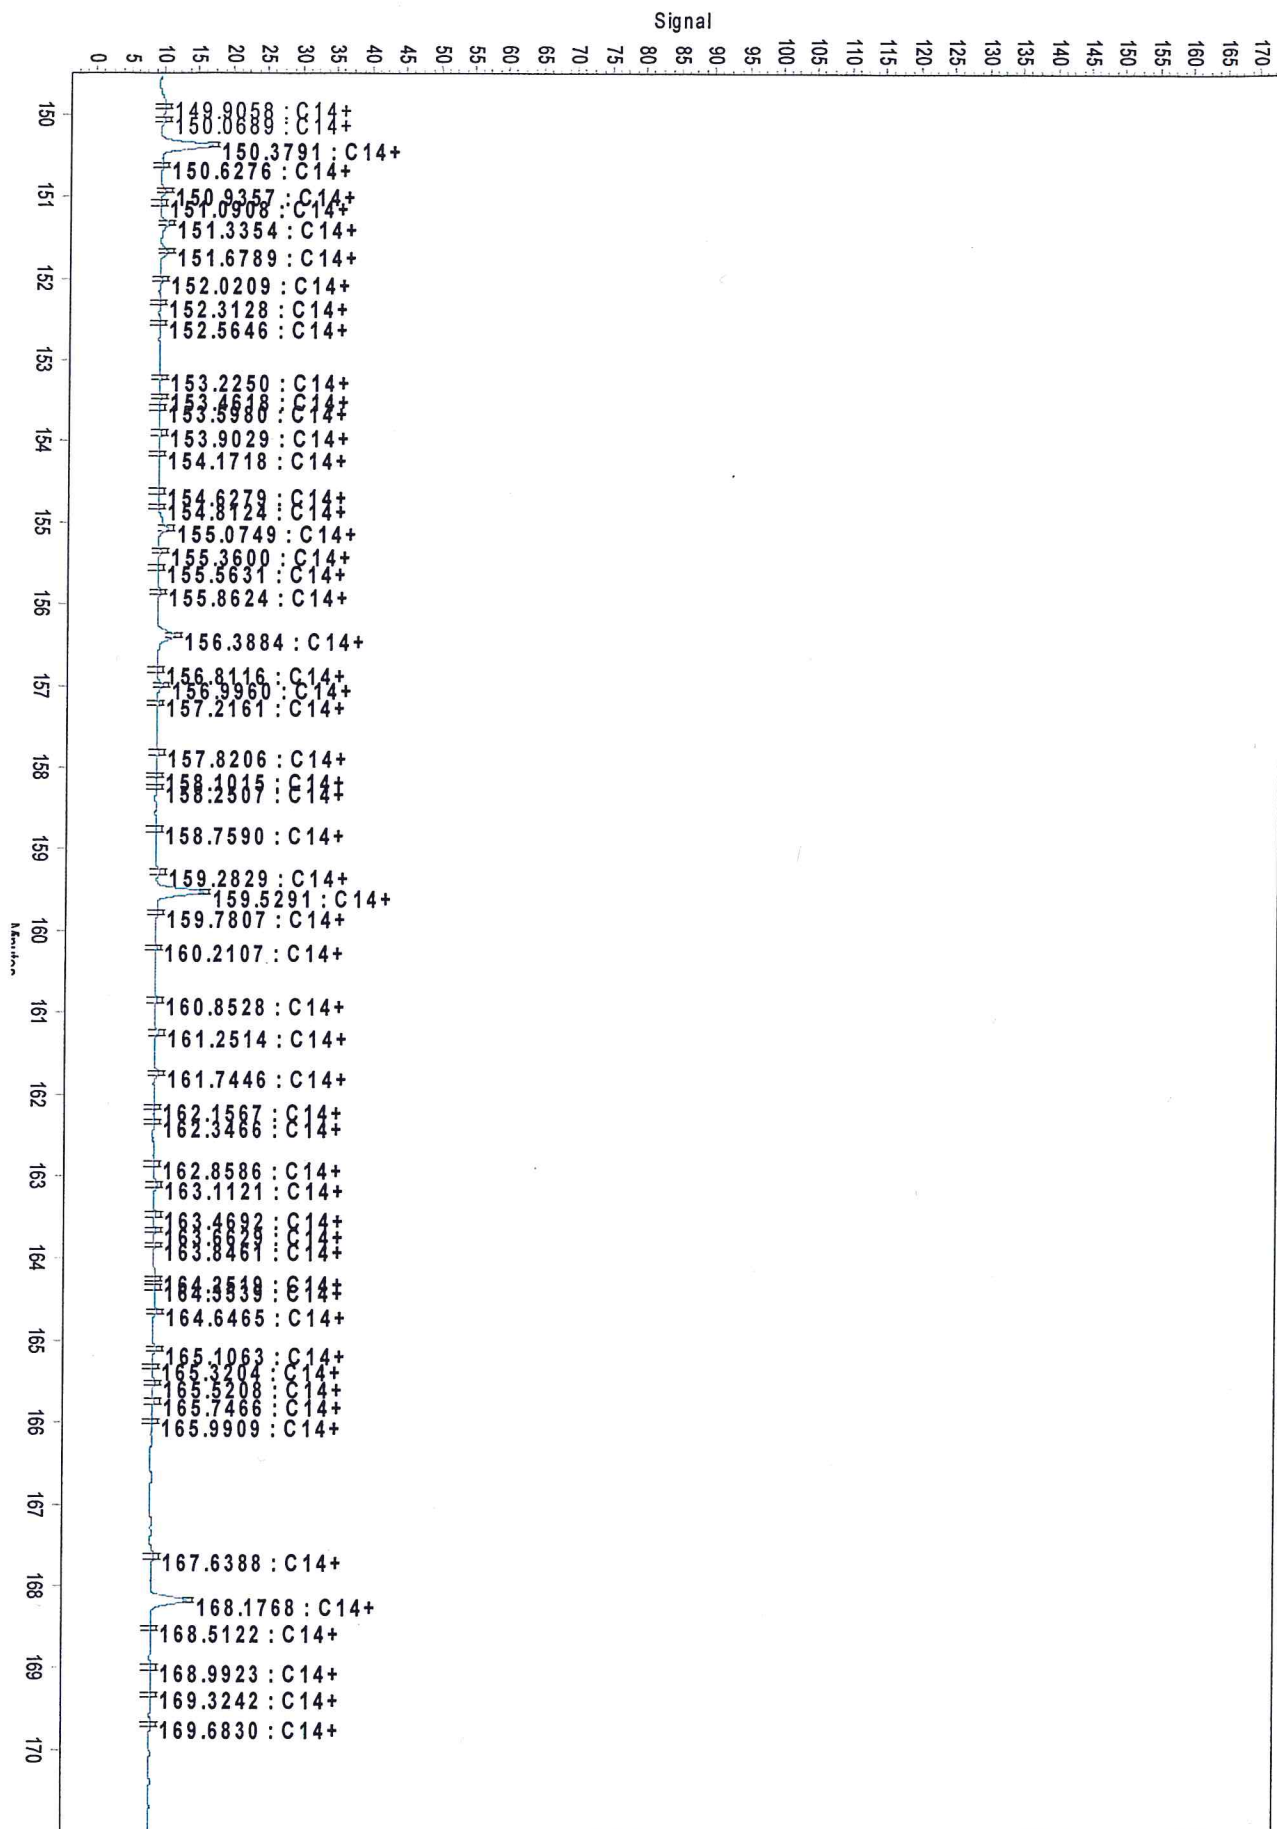 Signal
0 5 10 15 20 25 30 35 40 45 50 55 60 65 70 75 80 85 90 95 100 105 110 115 120 125 130 135 140 145 150 155 160 165 170
149.9058 : C14+
150.0689 : C14+
150.3791 : C14+
150.6276 : C14+
150.9357 : C14+
151.0908 : C14+
151.3354 : C14+
151.6789 : C14+
152.0209 : C14+
152.3128 : C14+
152.5646 : C14+
153.2250 : C14+
153.4618 : C14+
153.5980 : C14+
153.9029 : C14+
154.1718 : C14+
154.6279 : C14+
154.8124 : C14+
155.0749 : C14+
155.3600 : C14+
155.5631 : C14+
155.8624 : C14+
156.3884 : C14+
156.8116 : C14+
156.9960 : C14+
157.2161 : C14+
157.8206 : C14+
158.1015 : C14+
158.2507 : C14+
158.7590 : C14+
159.2829 : C14+
159.5291 : C14+
159.7807 : C14+
160.2107 : C14+
160.8528 : C14+
161.2514 : C14+
161.7446 : C14+
162.1567 : C14+
162.3466 : C14+
162.8586 : C14+
163.1121 : C14+
163.4692 : C14+
163.6629 : C14+
163.8461 : C14+
164.2519 : C14+
164.3539 : C14+
164.6465 : C14+
165.1063 : C14+
165.3204 : C14+
165.5208 : C14+
165.7466 : C14+
165.9909 : C14+
167.6388 : C14+
168.1768 : C14+
168.5122 : C14+
168.9923 : C14+
169.3242 : C14+
169.6830 : C14+
150 151 152 153 154 155 156 157 158 159 160 161 162 163 164 165 166 167 168 169 170